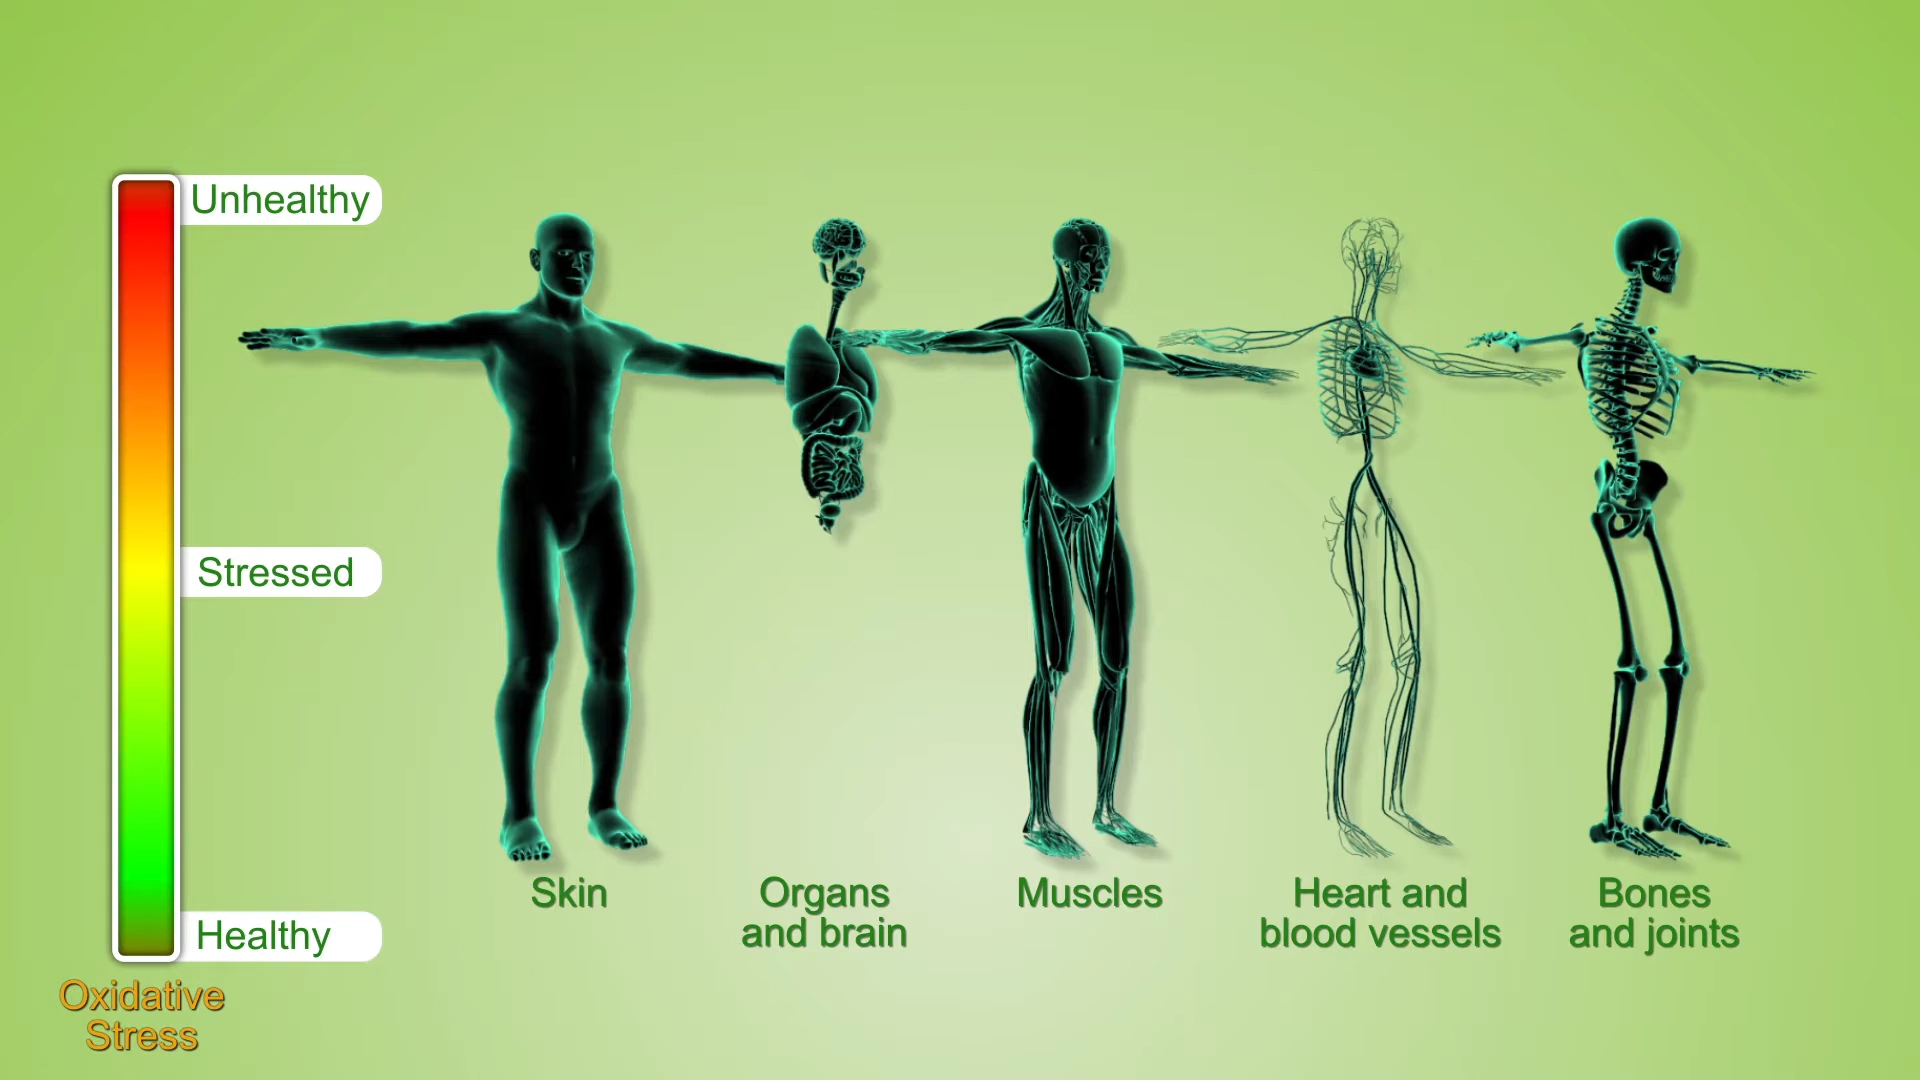 Unhealthy
Stressed
Healthy
Oxidative
Stress
Skin
Organs
and brain
Muscles
Heart and
blood vessels
Bones
and joints